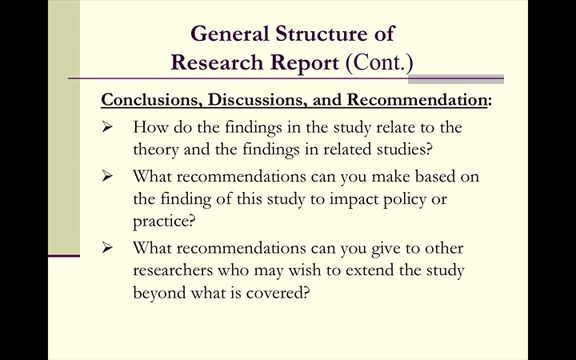 General Structure of
Research Report (Cont.)
Conclusions, Discussions, and Recommendation:
➢ How do the findings in the study relate to the
theory and the findings in related studies?
➢ What recommendations can you make based on
the finding of this study to impact policy or
practice?
➢ What recommendations can you give to other
researchers who may wish to extend the study
beyond what is covered?